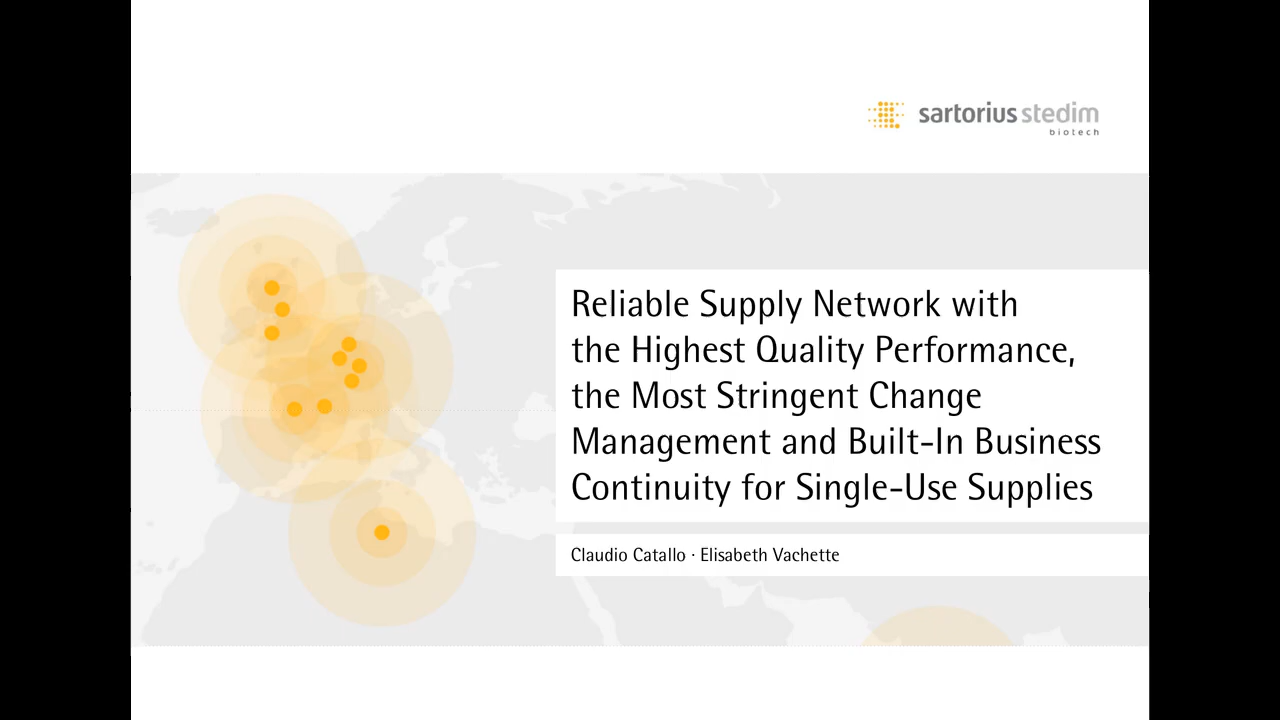 sartorius stedim
biotech
Reliable Supply Network with
the Highest Quality Performance,
the Most Stringent Change
Management and Built-In Business
Continuity for Single-Use Supplies
Claudio Catallo · Elisabeth Vachette